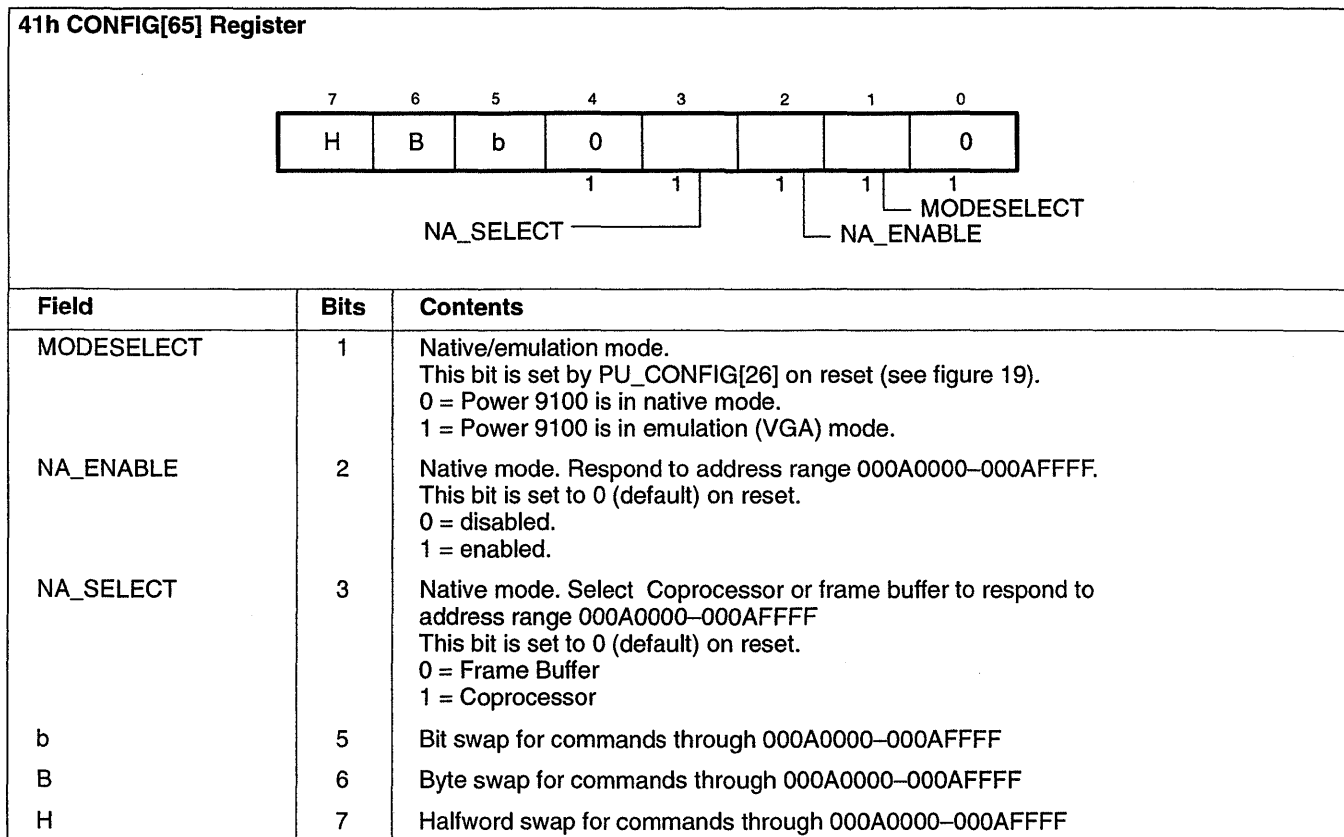 41h CONFIG[65] Register
7 6 5 4 3 2 1 0
H B b 0 0
1 1 1 1 1
MODESELECT
NA_SELECT NA_ENABLE
Field Bits Contents
MODESELECT 1 Native/emulation mode.
This bit is set by PU_CONFIG[26] on reset (see figure 19).
0 = Power 9100 is in native mode.
1 = Power 9100 is in emulation (VGA) mode.
NA_ENABLE 2 Native mode. Respond to address range 000A0000–000AFFFF.
This bit is set to 0 (default) on reset.
0 = disabled.
1 = enabled.
NA_SELECT 3 Native mode. Select Coprocessor or frame buffer to respond to
address range 000A0000–000AFFFF
This bit is set to 0 (default) on reset.
0 = Frame Buffer
1 = Coprocessor
b 5 Bit swap for commands through 000A0000–000AFFFF
B 6 Byte swap for commands through 000A0000–000AFFFF
H 7 Halfword swap for commands through 000A0000–000AFFFF